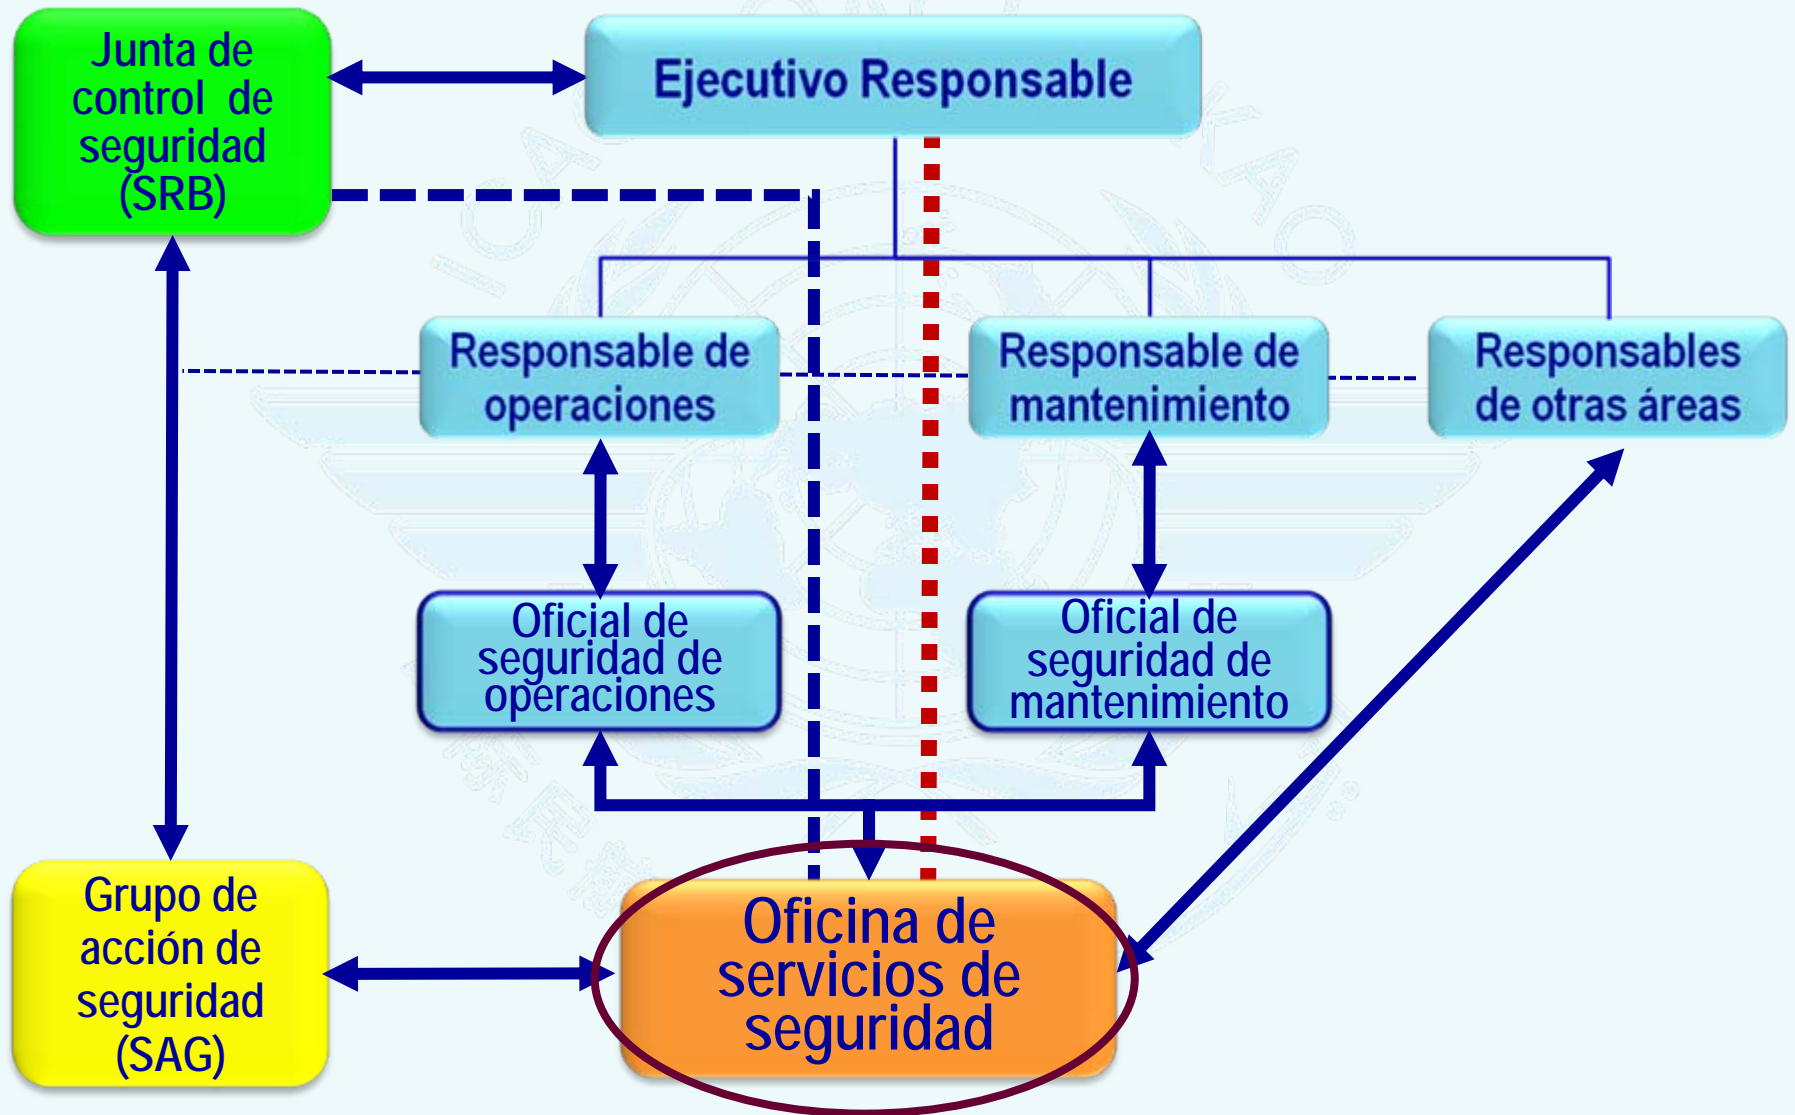 Junta de
control de
seguridad
(SRB)
Ejecutivo Responsable
Responsable de
operaciones
Responsable de
mantenimiento
Responsables
de otras áreas
Oficial de
seguridad de
operaciones
Oficial de
seguridad de
mantenimiento
Grupo de
acción de
seguridad
(SAG)
Oficina de
servicios de
seguridad